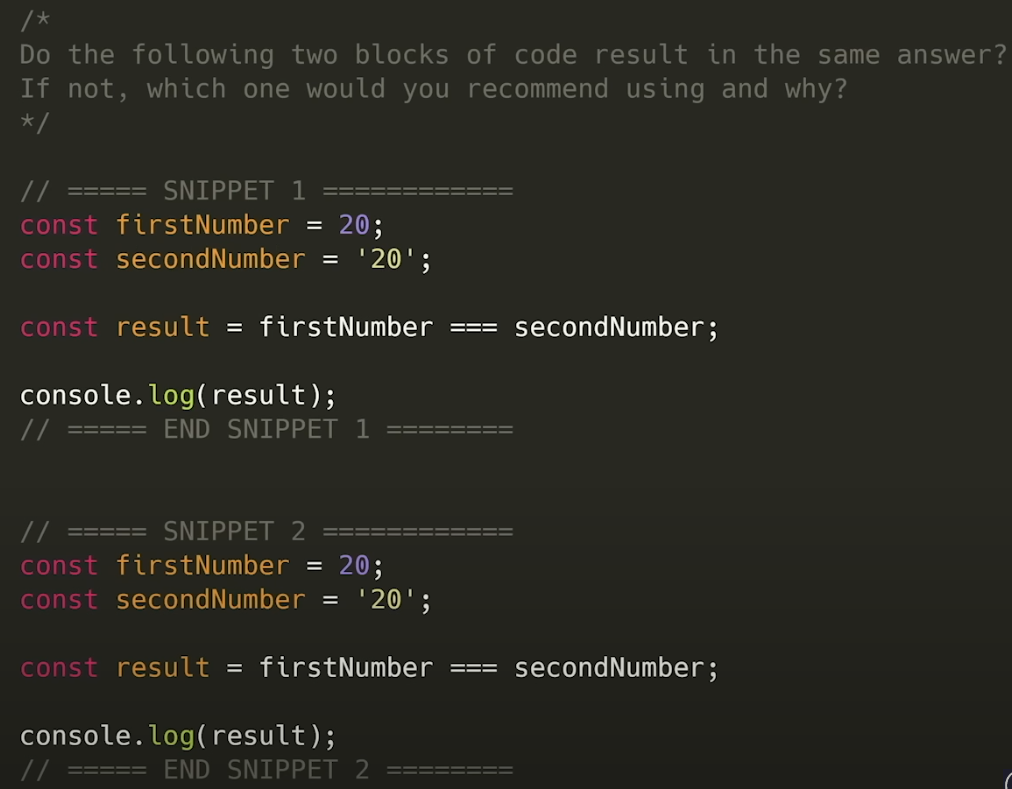 /*
Do the following two blocks of code result in the same answer?
If not, which one would you recommend using and why?
*/
// ===== SNIPPET 1 ============
const firstNumber = 20;
const secondNumber = '20';
const result = firstNumber === secondNumber;
console.log(result);
// ===== END SNIPPET 1 ========
// ===== SNIPPET 2 ============
const firstNumber = 20;
const secondNumber = '20';
const result = firstNumber === secondNumber;
console.log(result);
// ===== END SNIPPET 2 ========